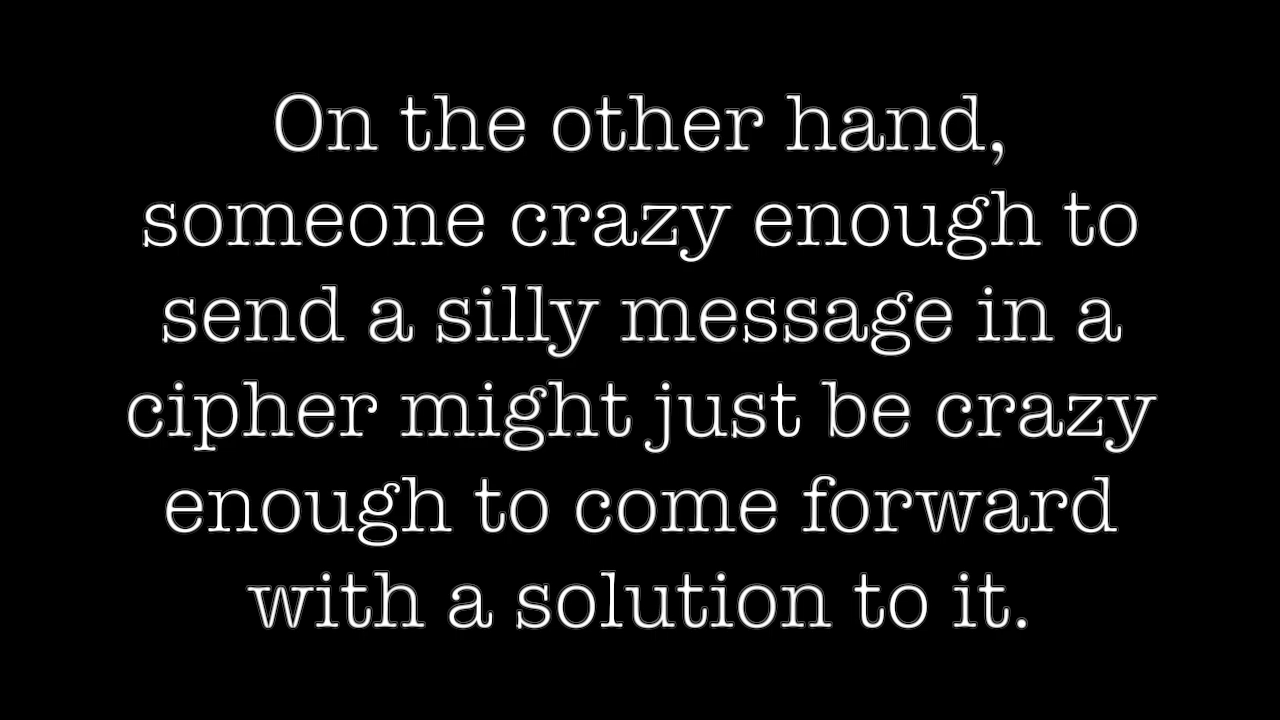 On the other hand,
someone crazy enough to
send a silly message in a
cipher might just be crazy
enough to come forward
with a solution to it.